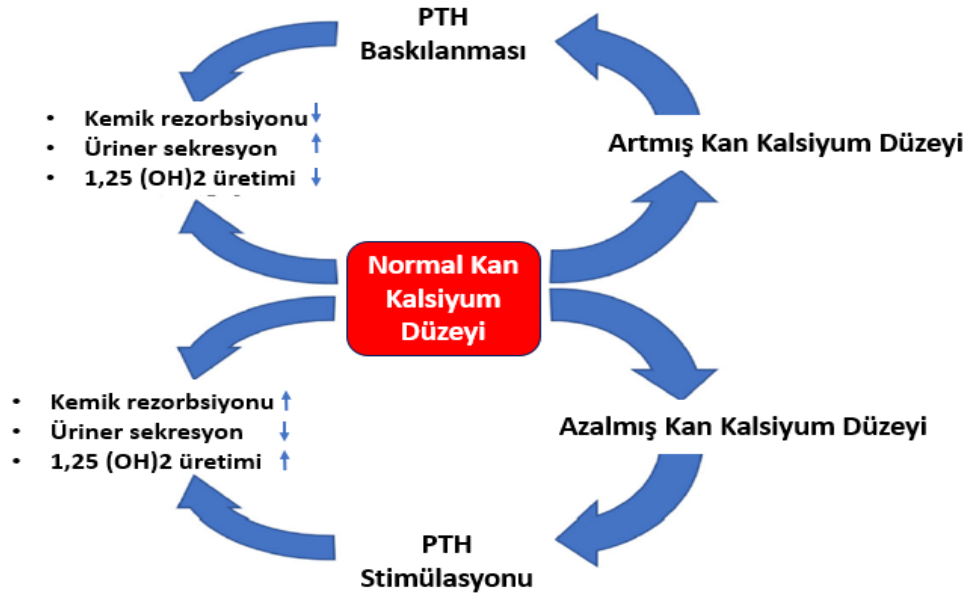 PTH
Baskılanması
• Kemik rezorbsiyonu ↓
• Üriner sekresyon ↑
• 1,25 (OH)2 üretimi ↓
Artmış Kan Kalsiyum Düzeyi
Normal Kan
Kalsiyum
Düzeyi
• Kemik rezorbsiyonu ↑
• Üriner sekresyon ↓
• 1,25 (OH)2 üretimi ↑
Azalmış Kan Kalsiyum Düzeyi
PTH
Stimülasyonu